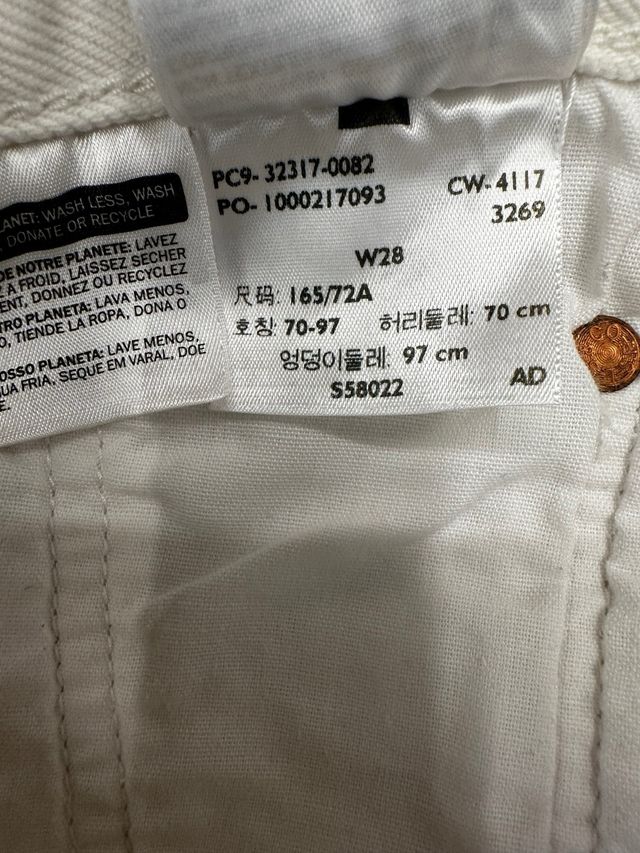 PLANET: WASH LESS, WASH
, DONATE OR RECYCLE
DE NOTRE PLANETE: LAVEZ
A FROID, LAISSEZ SECHER
ENT, DONNEZ OU RECYCLEZ
TRO PLANETA: LAVA MENOS,
O, TIENDE LA ROPA, DONA O
OSSO PLANETA: LAVE MENOS,
UA FRIA, SEQUE EM VARAL, DOE
E.
PC9- 32317-0082
PO- 1000217093
CW- 4117
3269
W28
尺码: 165/72A
호칭: 70-97 허리둘레: 70 cm
엉덩이둘레: 97 cm
S58022
AD
CO